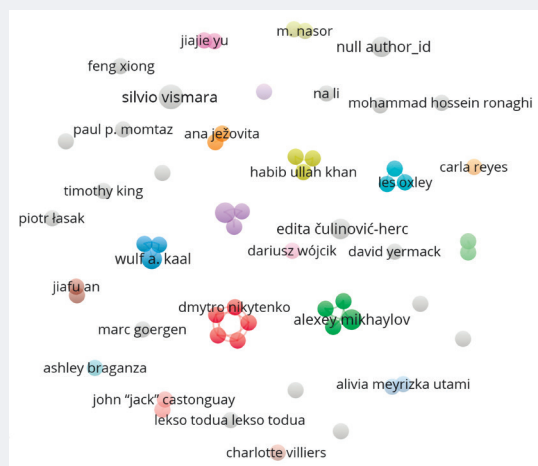 m. nasor
jiajie yu
null author_id
feng xiong
silvio vismara
na li
mohammad hossein ronaghi
paul p. momtaz
ana ježovita
habib ullah khan
les oxley
carla reyes
timothy king
piotr łasak
edita čulinović-herc
wulf a. kaal
dariusz wójcik
david yermack
jiafu an
dmytro nikytenko
alexey mikhaylov
marc goergen
ashley braganza
john "jack" castonguay
alivia meyrizka utami
lekso todua lekso todua
charlotte villiers